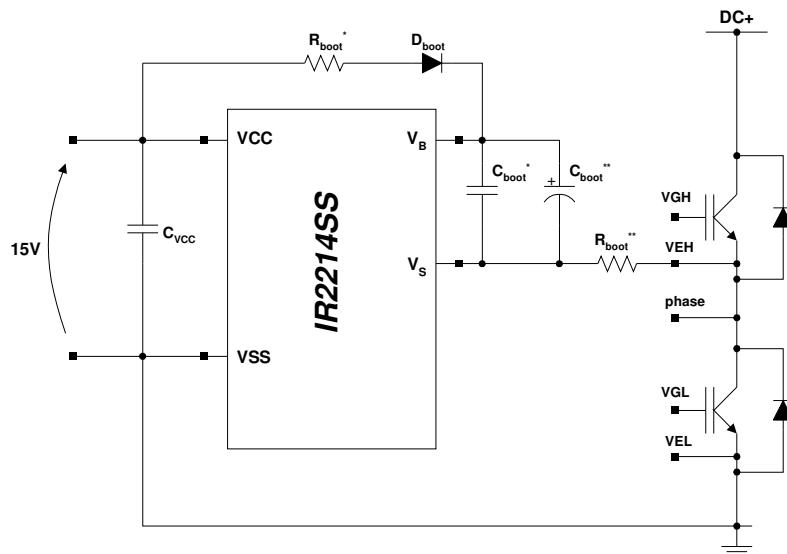 DC+
R_boot*
D_boot
VCC
V_B
C_boot*
C_boot**
VGH
15V
C_VCC
IR2214SS
R_boot**
VEH
V_S
phase
VSS
VGL
VEL